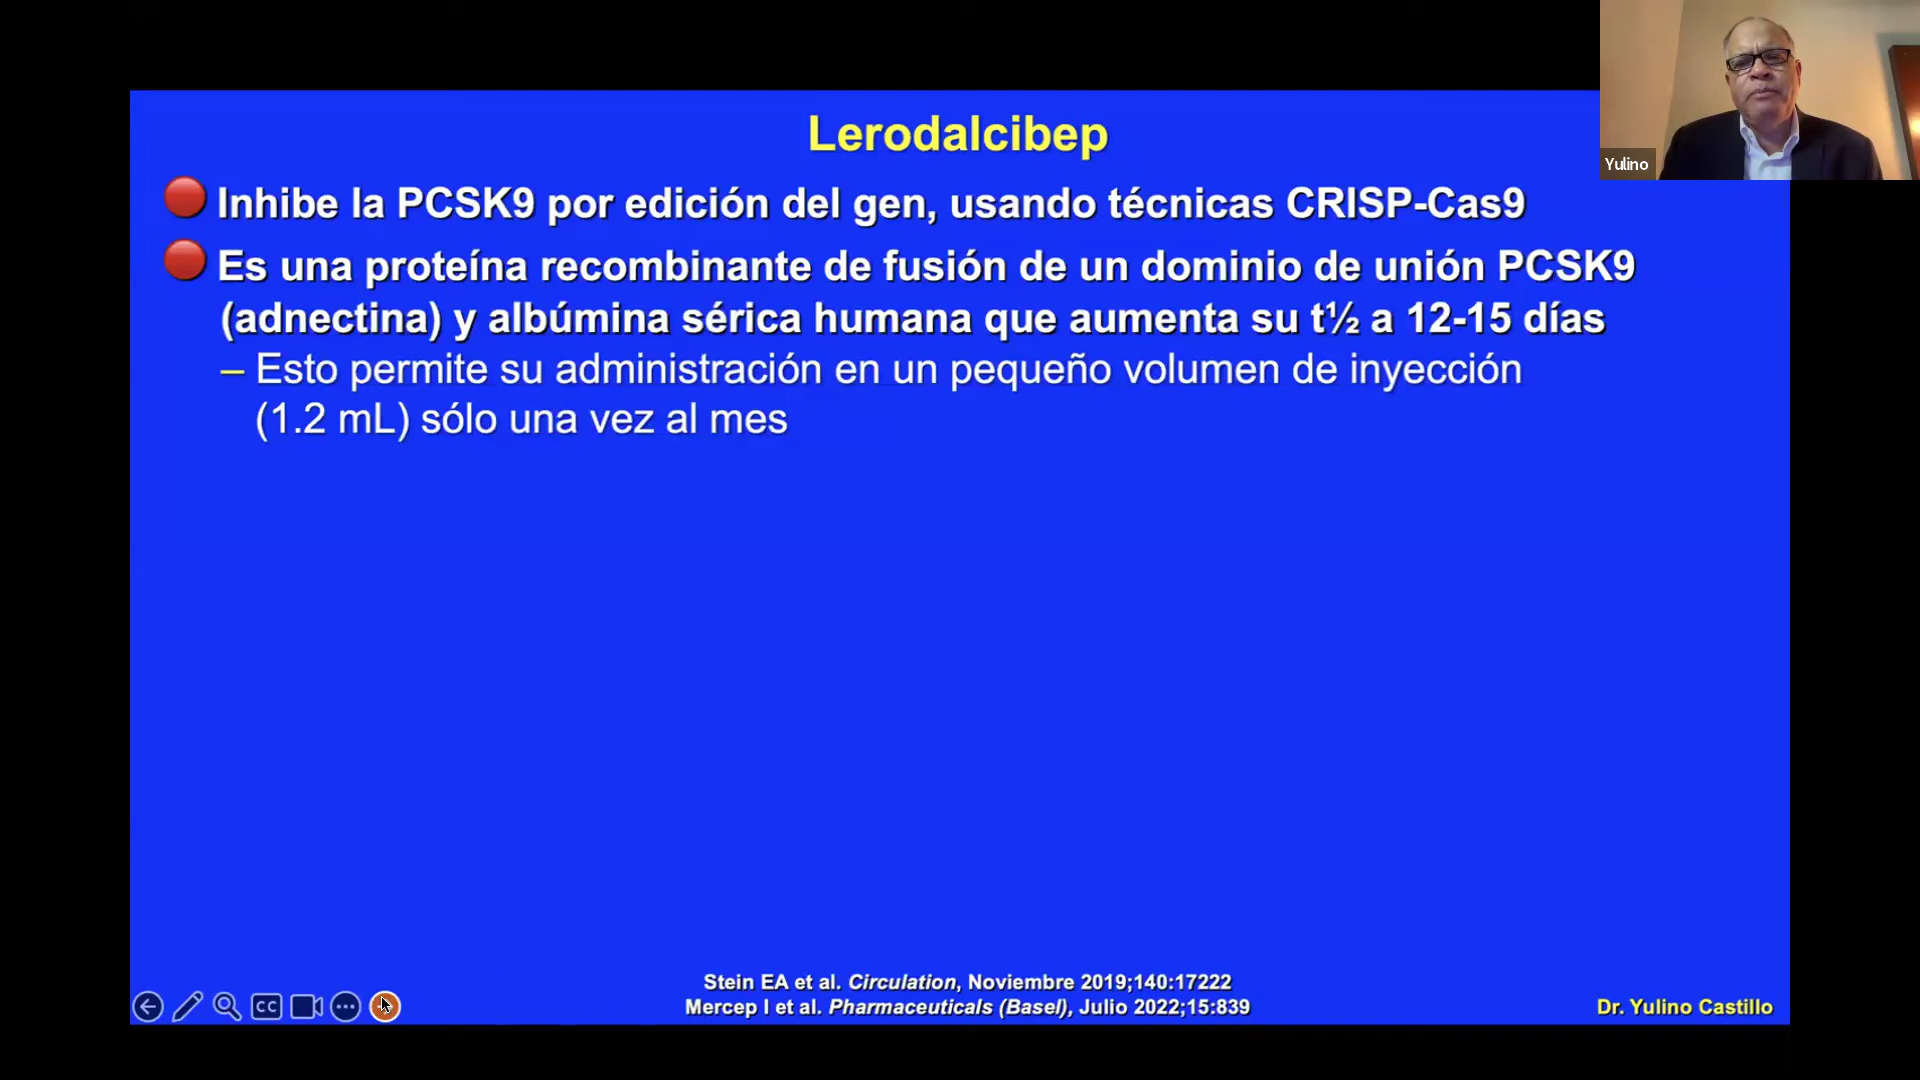 Lerodalcibep
Inhibe la PCSK9 por edición del gen, usando técnicas CRISP-Cas9
Es una proteína recombinante de fusión de un dominio de unión PCSK9
(adnectina) y albúmina sérica humana que aumenta su t½ a 12-15 días
– Esto permite su administración en un pequeño volumen de inyección
(1.2 mL) sólo una vez al mes
Stein EA et al. Circulation, Noviembre 2019;140:17222
Mercep I et al. Pharmaceuticals (Basel), Julio 2022;15:839
Dr. Yulino Castillo
Yulino
CC